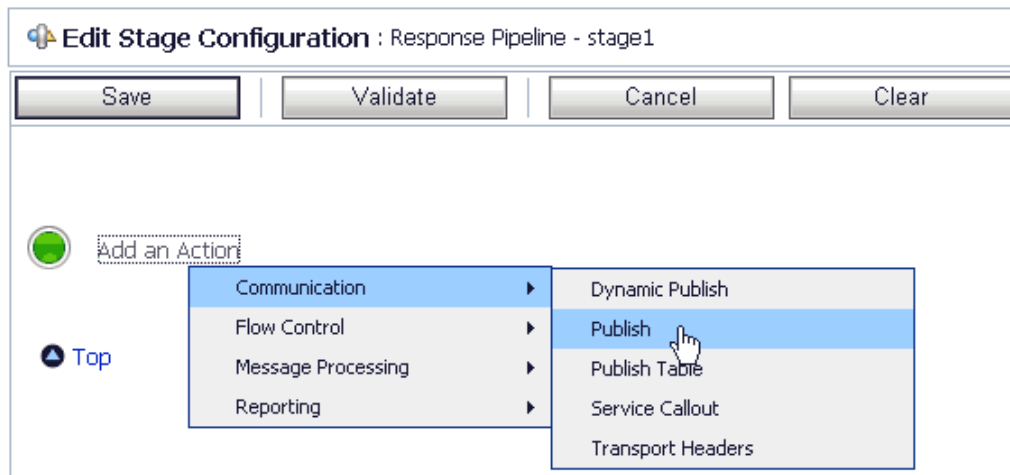 Edit Stage Configuration : Response Pipeline - stage1
Save Validate Cancel Clear
Add an Action
Communication
Flow Control
Message Processing
Reporting
Dynamic Publish
Publish
Publish Table
Service Callout
Transport Headers
Top